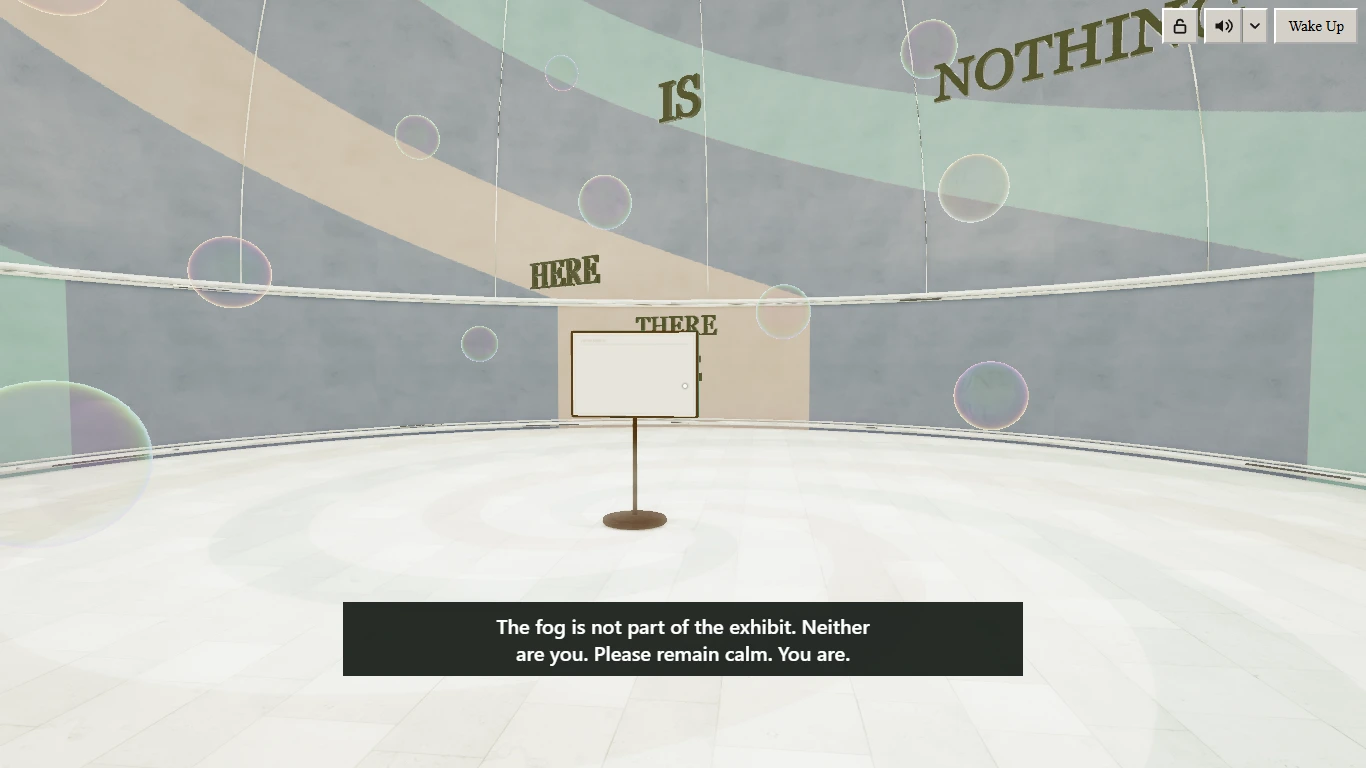 Wake Up
NOTHING
IS
HERE
THERE
The fog is not part of the exhibit. Neither
are you. Please remain calm. You are.